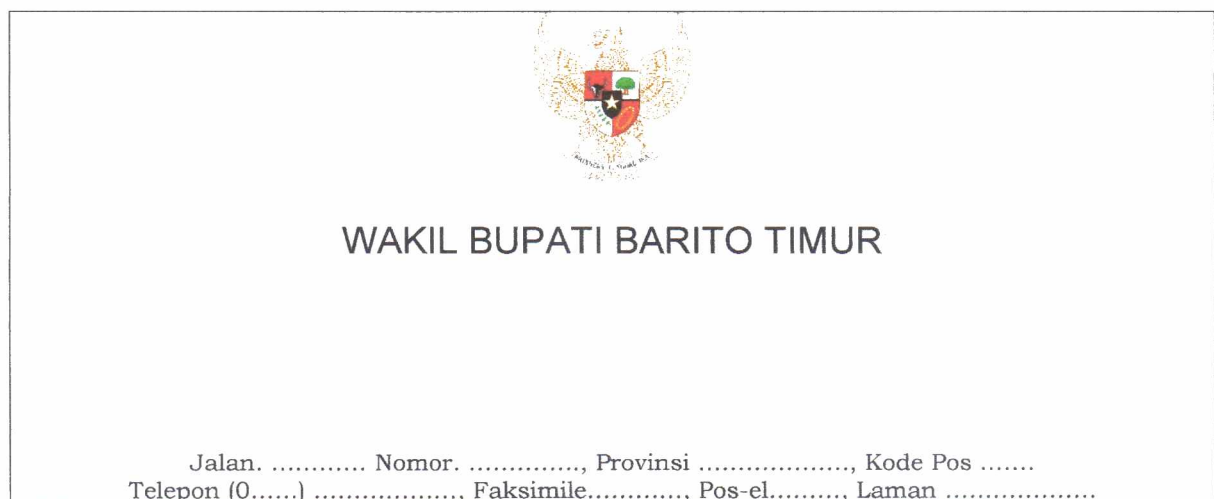 WAKIL BUPATI BARITO TIMUR
Jalan. ............ Nomor. .............., Provinsi ..................., Kode Pos .......
Telepon (0......) .................., Faksimile............, Pos-el........., Laman ...................